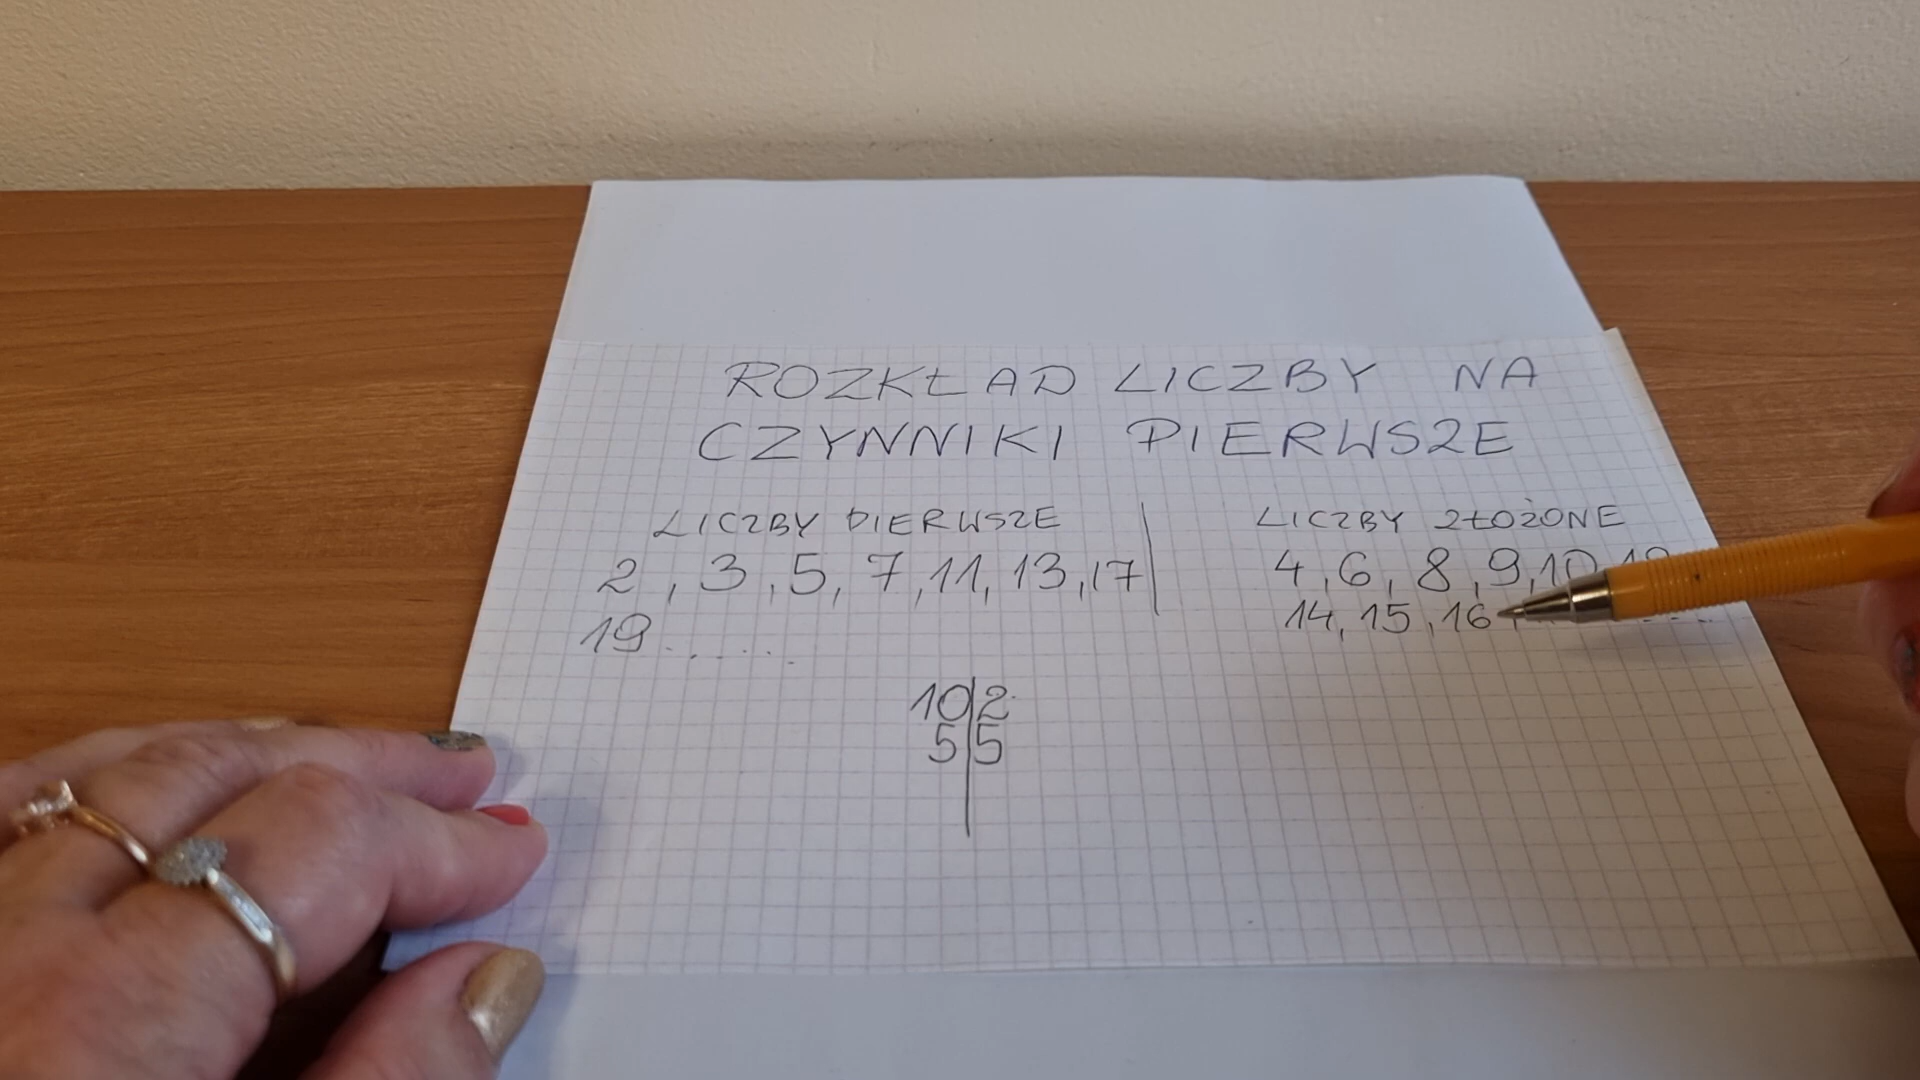 ROZKŁAD LICZBY NA
CZYNNIKI PIERWSZE
LICZBY PIERWSZE
2, 3, 5, 7, 11, 13, 17
19......
LICZBY ZŁOŻONE
4, 6, 8, 9, 10,
14, 15, 16
10|2
5|5